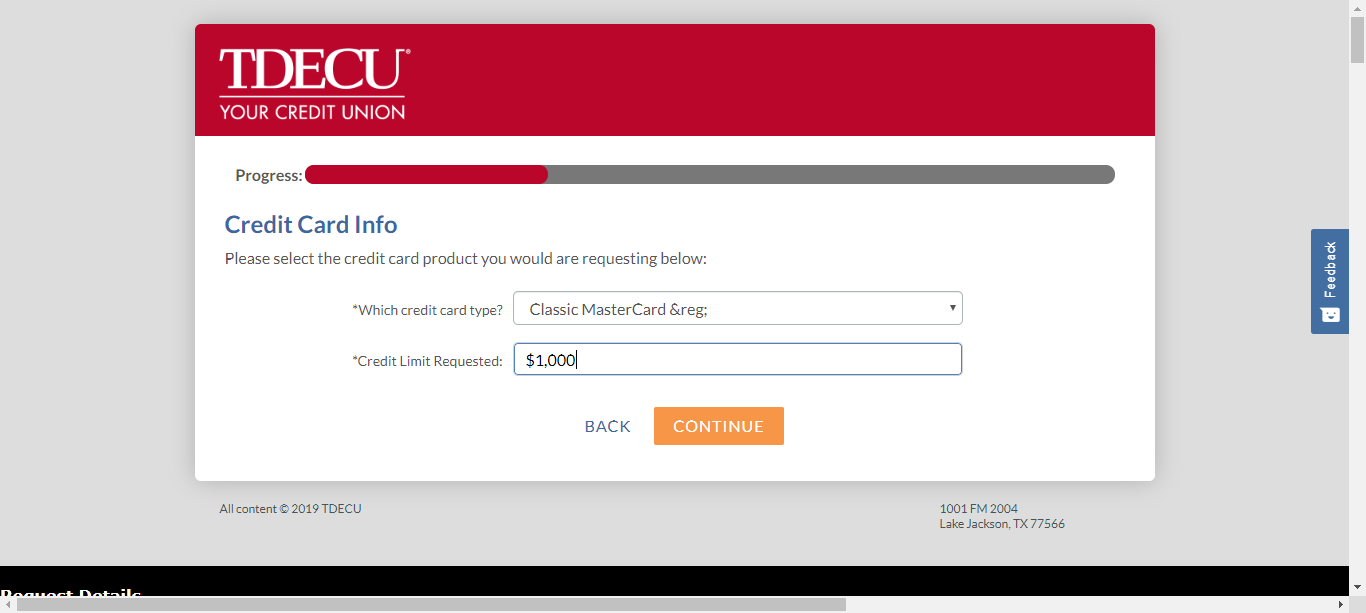 TDECU®
YOUR CREDIT UNION
Progress:
Credit Card Info
Please select the credit card product you would are requesting below:
*Which credit card type? Classic MasterCard &reg;
*Credit Limit Requested: $1,000
BACK CONTINUE
Feedback
All content © 2019 TDECU
1001 FM 2004
Lake Jackson, TX 77566
Request Details